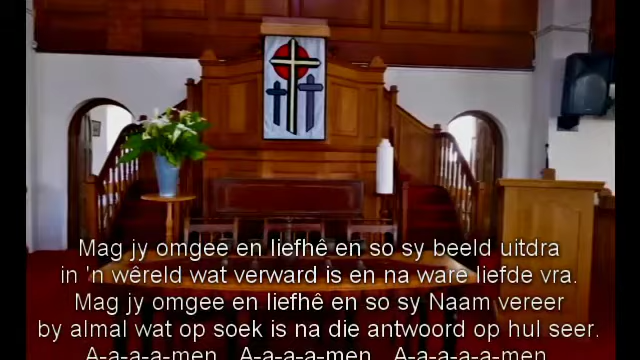 Mag jy omgee en liefhê en so sy beeld uitdra
in 'n wêreld wat verward is en na ware liefde vra.
Mag jy omgee en liefhê en so sy Naam vereer
by almal wat op soek is na die antwoord op hul seer.
A-a-a-a-men A-a-a-a-men A-a-a-a-a-men